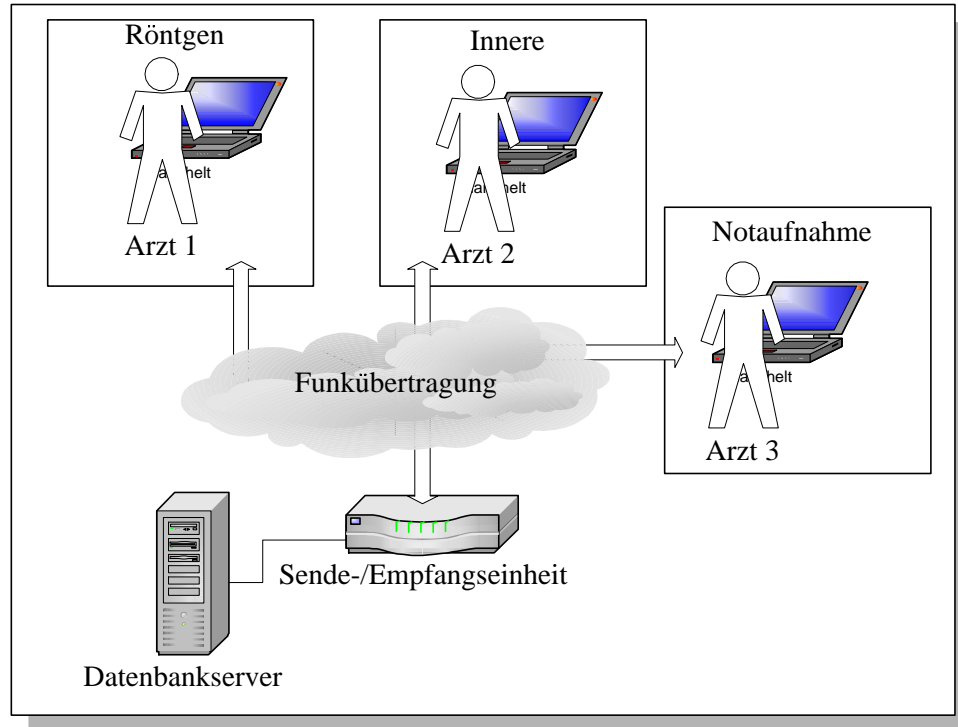 Röntgen
Innere
Arzt 1
Arzt 2
Notaufnahme
Funkübertragung
Arzt 3
Sende-/Empfangseinheit
Datenbankserver